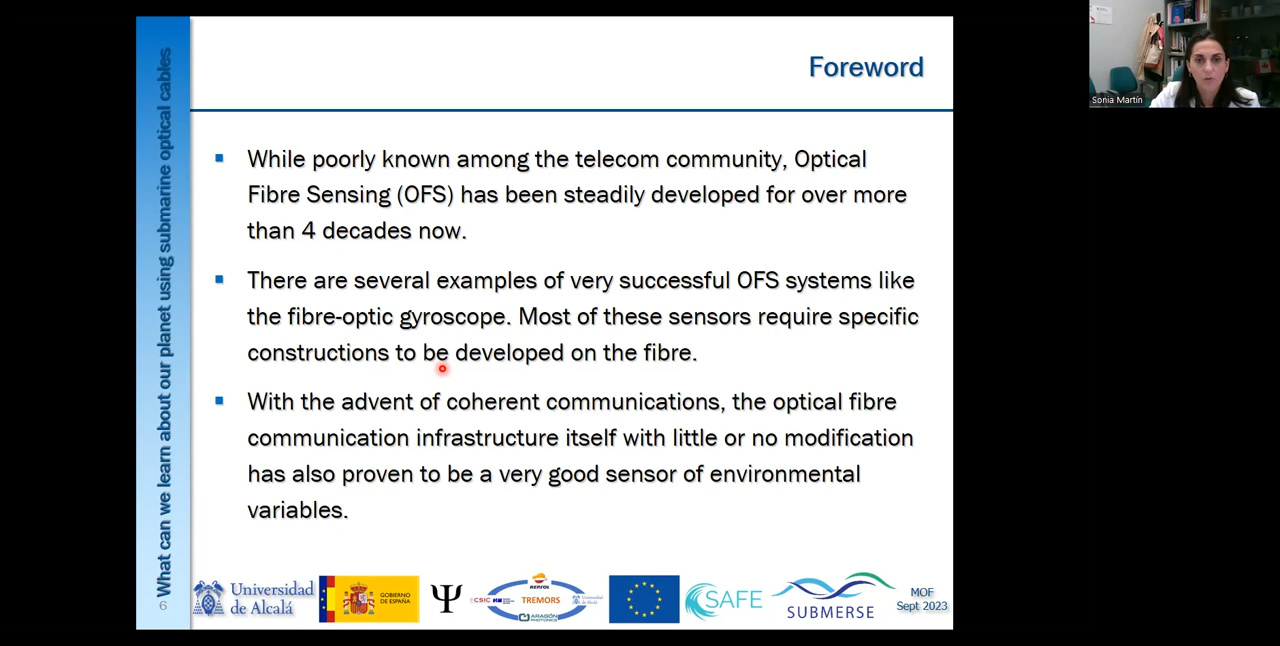 What can we learn about our planet using submarine optical cables
Foreword
While poorly known among the telecom community, Optical
Fibre Sensing (OFS) has been steadily developed for over more
than 4 decades now.
There are several examples of very successful OFS systems like
the fibre-optic gyroscope. Most of these sensors require specific
constructions to be developed on the fibre.
With the advent of coherent communications, the optical fibre
communication infrastructure itself with little or no modification
has also proven to be a very good sensor of environmental
variables.
6
Universidad
de Alcalá
GOBIERNO
DE ESPAÑA
Ψ
REPSOL
CSIC
TREMORS
ARAGÓN
PHOTONICS
SAFE
SUBMERSE
MOF
Sept 2023
Sonia Martín